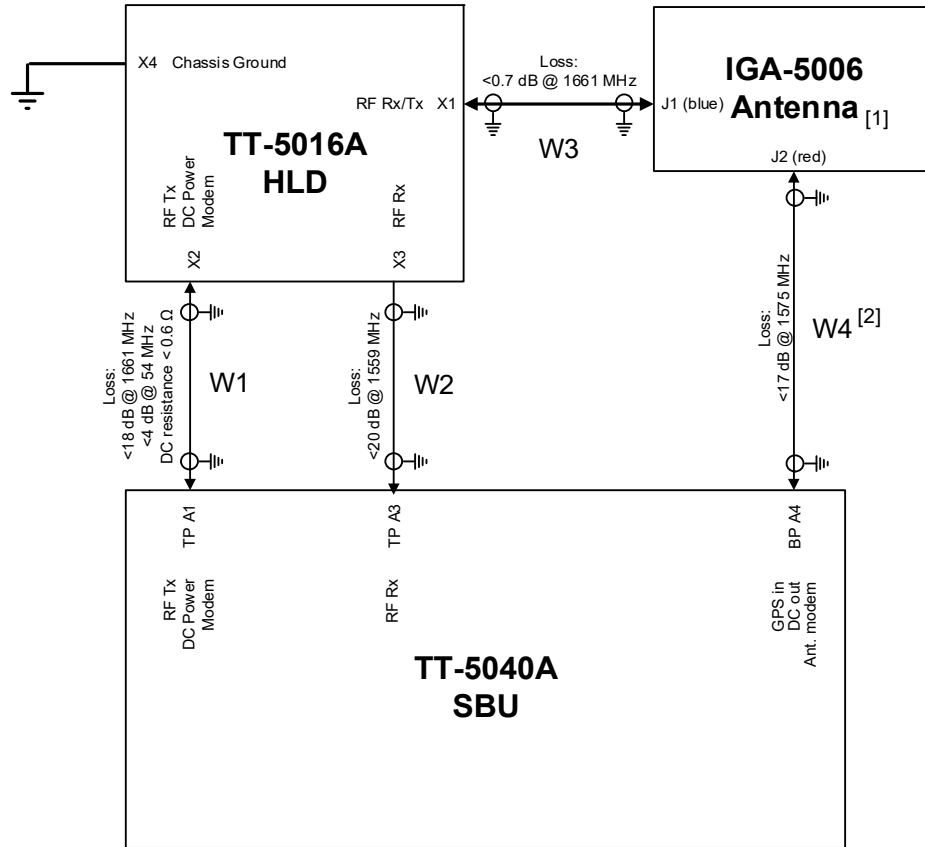 X4 Chassis Ground
RF Rx/Tx X1
TT-5016A
HLD
RF Tx
DC Power
Modem
X2
RF Rx
X3
Loss:
<0.7 dB @ 1661 MHz
W3
IGA-5006
Antenna [1]
J1 (blue)
J2 (red)
Loss:
<18 dB @ 1661 MHz
<4 dB @ 54 MHz
DC resistance < 0.6 Ω
W1
Loss:
<20 dB @ 1559 MHz
W2
Loss:
<17 dB @ 1575 MHz
W4 [2]
TP A1
RF Tx
DC Power
Modem
TP A3
RF Rx
BP A4
GPS in
DC out
Ant. modem
TT-5040A
SBU